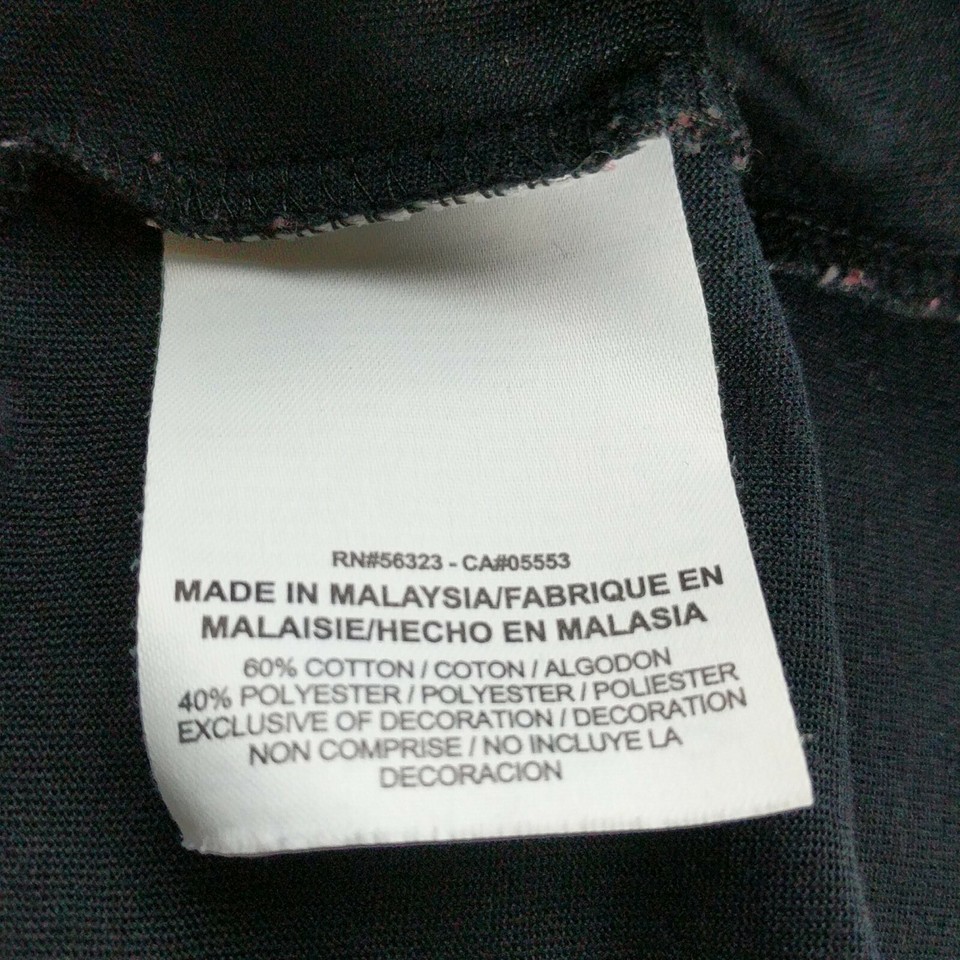 RN#56323 - CA#05553
MADE IN MALAYSIA/FABRIQUE EN
MALAISIE/HECHO EN MALASIA
60% COTTON / COTON / ALGODON
40% POLYESTER / POLYESTER / POLIESTER
EXCLUSIVE OF DECORATION / DECORATION
NON COMPRISE / NO INCLUYE LA
DECORACION